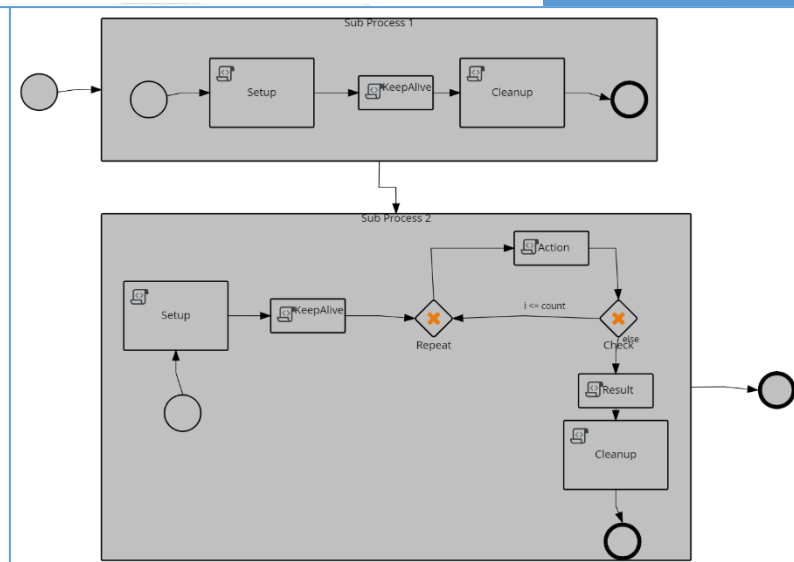 Sub Process 1
Setup
KeepAlive
Cleanup
Sub Process 2
Action
i <= count
Setup
KeepAlive
Repeat
Check
else
Result
Cleanup